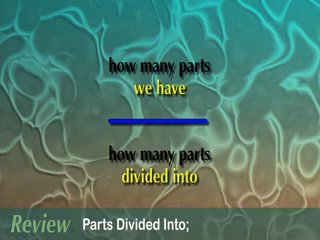 how many parts
we have
how many parts
divided into
Review Parts Divided Into;